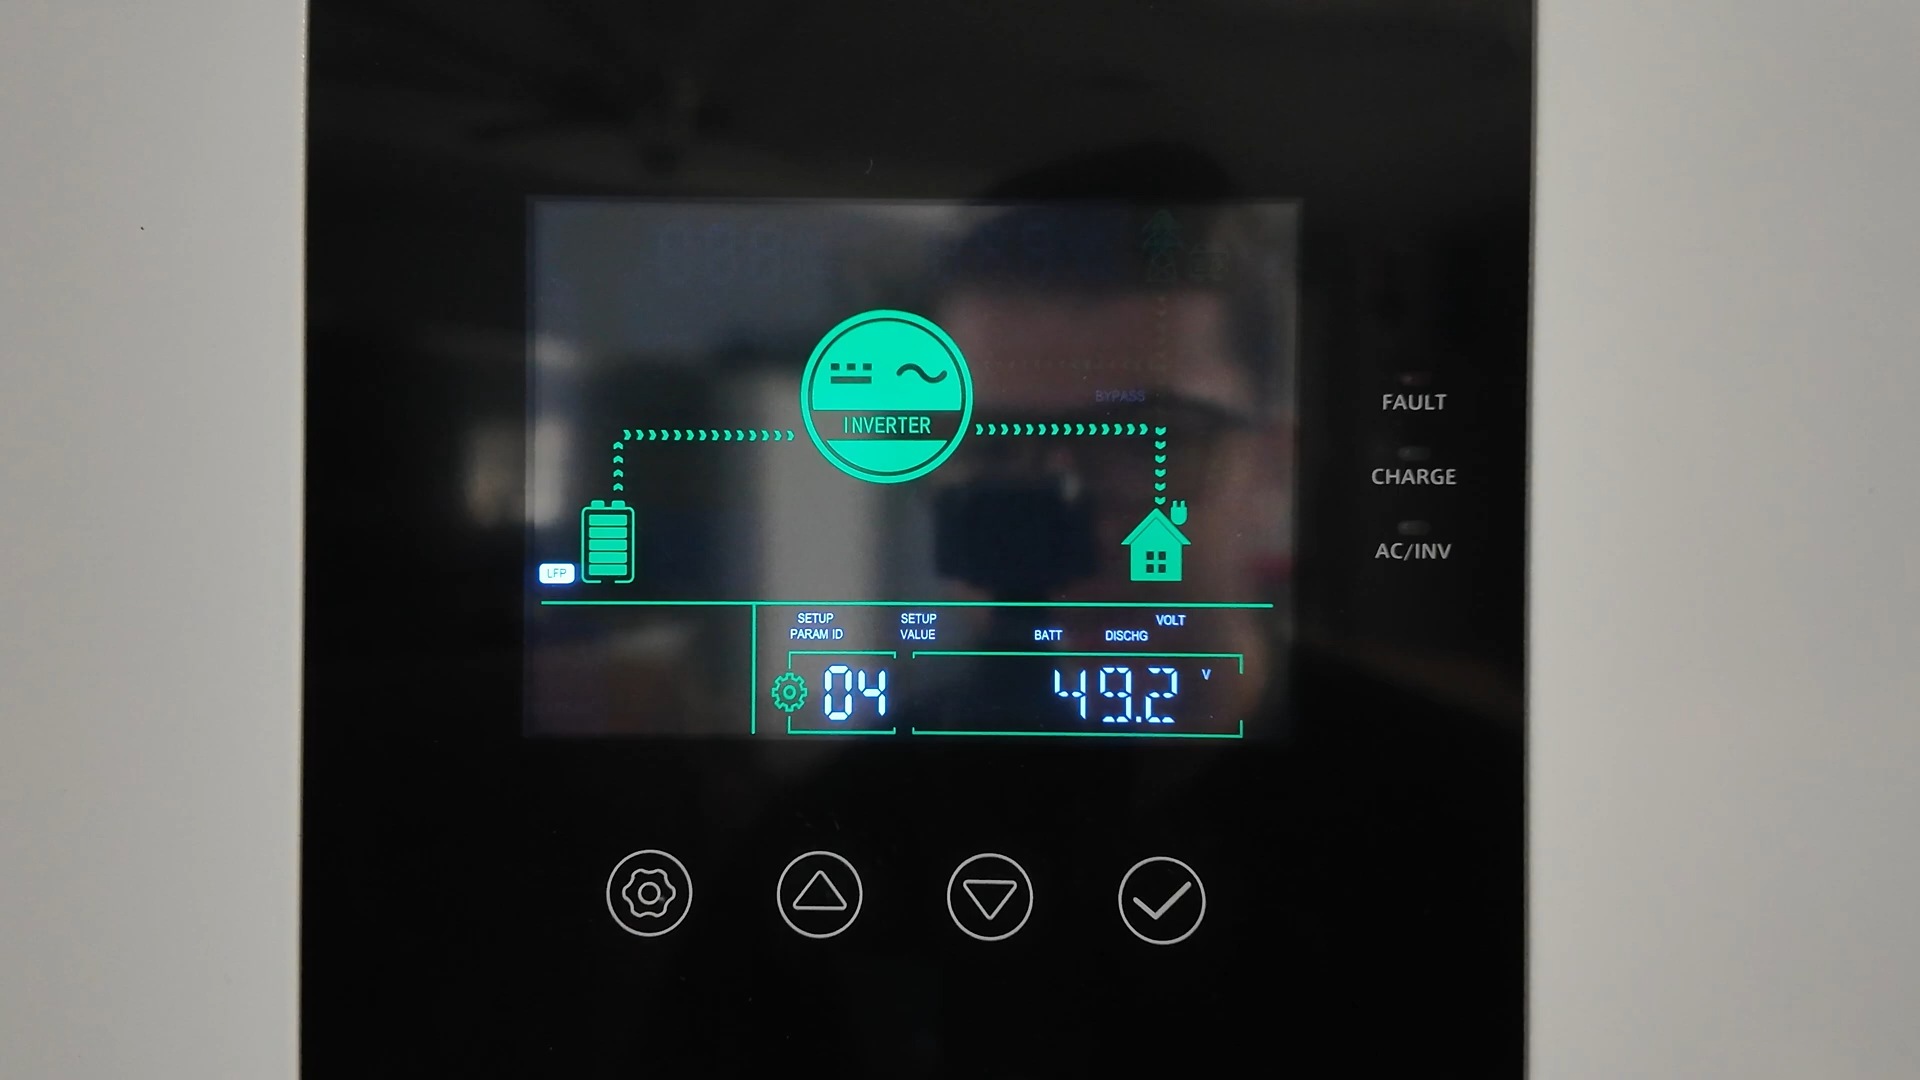 BYPASS
FAULT
INVERTER
CHARGE
AC/INV
LFP
SETUP PARAM ID
SETUP VALUE
BATT DISCHG VOLT
04
49.2 V